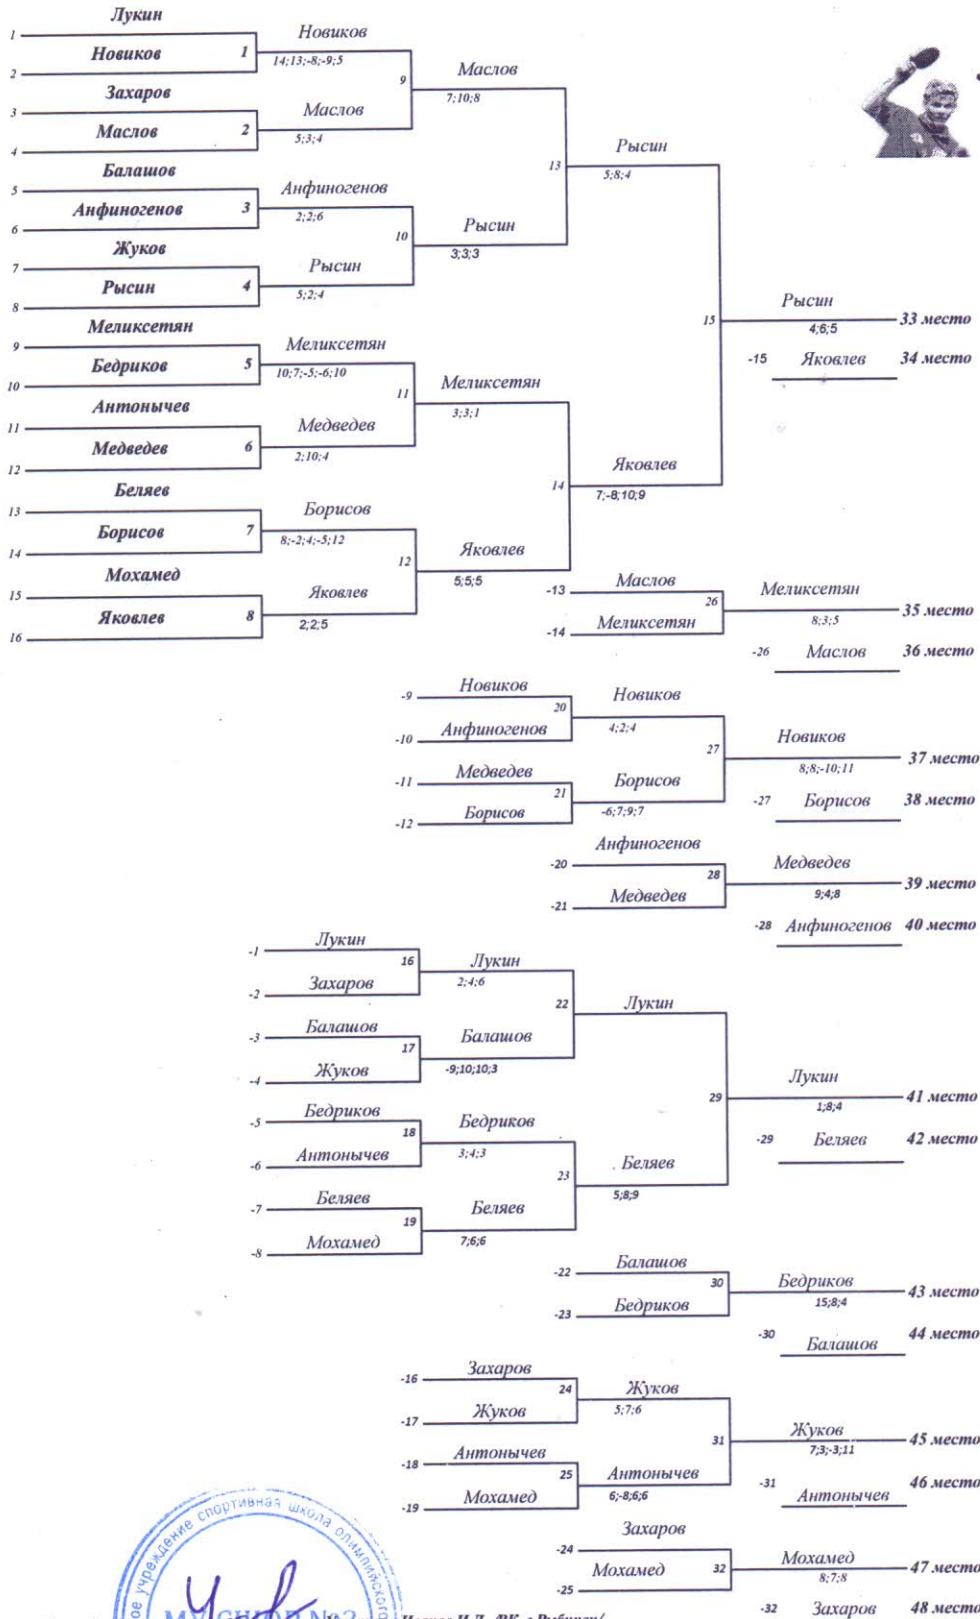 Лукин
1
Новиков 1
2
Новиков
14;13;-8;-9;5
9
Маслов
7;10;8
Захаров
3
Маслов 2
4
Маслов
5;3;4
13
Рысин
5;8;4
Балашов
5
Анфиногенов 3
6
Анфиногенов
2;2;6
10
Рысин
3;3;3
Жуков
7
Рысин 4
8
Рысин
5;2;4
15
Рысин 33 место
4;6;5
-15 Яковлев 34 место
Меликсетян
9
Бедриков 5
10
Меликсетян
10;7;-5;-6;10
11
Меликсетян
3;3;1
Антонычев
11
Медведев 6
12
Медведев
2;10;4
14
Яковлев
7;-8;10;9
Беляев
13
Борисов 7
14
Борисов
8;-2;4;-5;12
12
Яковлев
5;5;5
Мохамед
15
Яковлев 8
16
Яковлев
2;2;5
-13 Маслов
26
-14 Меликсетян
Меликсетян 35 место
8;3;5
-26 Маслов 36 место
-9 Новиков
20
-10 Анфиногенов
Новиков
4;2;4
27
Новиков 37 место
8;8;-10;11
-11 Медведев
21
-12 Борисов
Борисов
-6;7;9;7
-27 Борисов 38 место
Анфиногенов
-20
28
Медведев
-21
Медведев 39 место
9;4;8
-28 Анфиногенов 40 место
-1 Лукин
16
-2 Захаров
Лукин
2;4;6
22
Лукин
-3 Балашов
17
-4 Жуков
Балашов
-9;10;10;3
29
Лукин 41 место
1;8;4
-29 Беляев 42 место
-5 Бедриков
18
-6 Антонычев
Бедриков
3;4;3
23
Беляев
5;8;9
-7 Беляев
19
-8 Мохамед
Беляев
7;6;6
-22 Балашов
30
-23 Бедриков
Бедриков 43 место
15;8;4
-30 Балашов 44 место
-16 Захаров
24
-17 Жуков
Жуков
5;7;6
31
Жуков 45 место
7;3;-3;11
-18 Антонычев
25
-19 Мохамед
Антонычев
6;-8;6;6
-31 Антонычев 46 место
Захаров
-24
Мохамед 32
-25
Мохамед 47 место
8;7;8
-32 Захаров 48 место
учреждение спортивная школа олимпийского